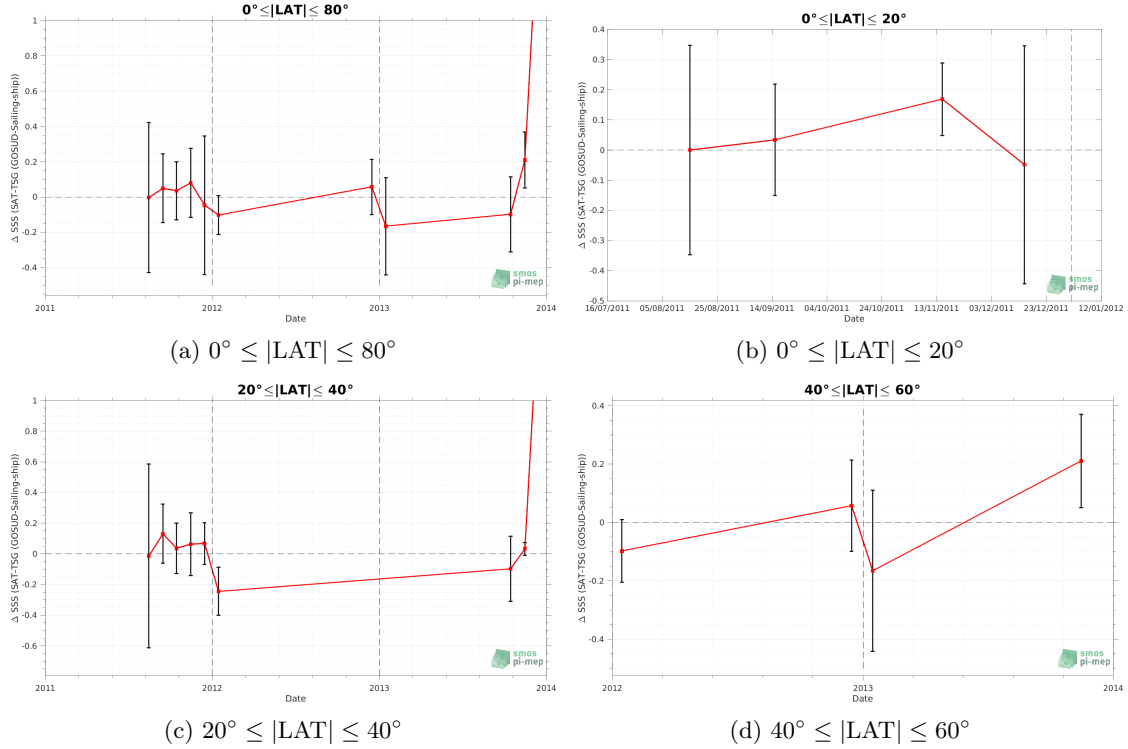 0°≤|LAT|≤ 80°
Δ SSS (SAT-TSG (GOSUD-Sailing-ship))
1
0.8
0.6
0.4
0.2
0
-0.2
-0.4
smos
pi-mep
2011 2012 2013 2014
Date
(a) 0° ≤ |LAT| ≤ 80°
0°≤|LAT|≤ 20°
Δ SSS (SAT-TSG (GOSUD-Sailing-ship))
0.4
0.3
0.2
0.1
0
-0.1
-0.2
-0.3
-0.4
-0.5
smos
pi-mep
16/07/2011 05/08/2011 25/08/2011 14/09/2011 04/10/2011 24/10/2011 13/11/2011 03/12/2011 23/12/2011 12/01/2012
Date
(b) 0° ≤ |LAT| ≤ 20°
20°≤|LAT|≤ 40°
Δ SSS (SAT-TSG (GOSUD-Sailing-ship))
1
0.8
0.6
0.4
0.2
0
-0.2
-0.4
-0.6
smos
pi-mep
2011 2012 2013 2014
Date
(c) 20° ≤ |LAT| ≤ 40°
40°≤|LAT|≤ 60°
Δ SSS (SAT-TSG (GOSUD-Sailing-ship))
0.4
0.2
0
-0.2
-0.4
smos
pi-mep
2012 2013 2014
Date
(d) 40° ≤ |LAT| ≤ 60°